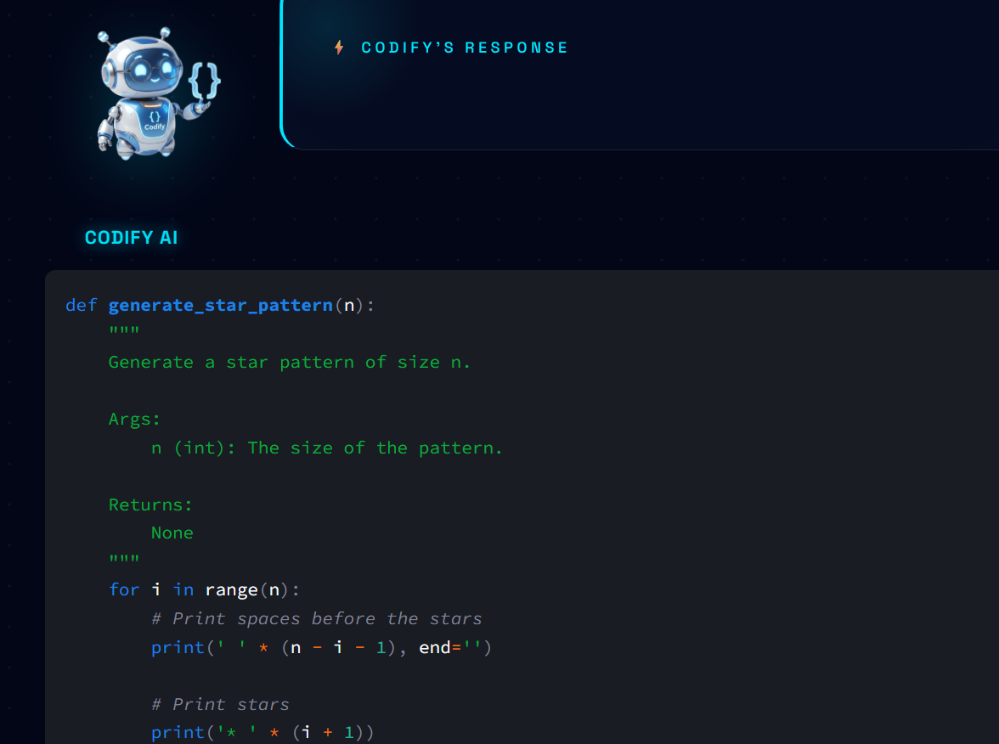 {}
{}
Codify
CODIFY'S RESPONSE
CODIFY AI
def generate_star_pattern(n):
    """
    Generate a star pattern of size n.

    Args:
        n (int): The size of the pattern.

    Returns:
        None
    """
    for i in range(n):
        # Print spaces before the stars
        print(' ' * (n - i - 1), end='')

        # Print stars
        print('* ' * (i + 1))